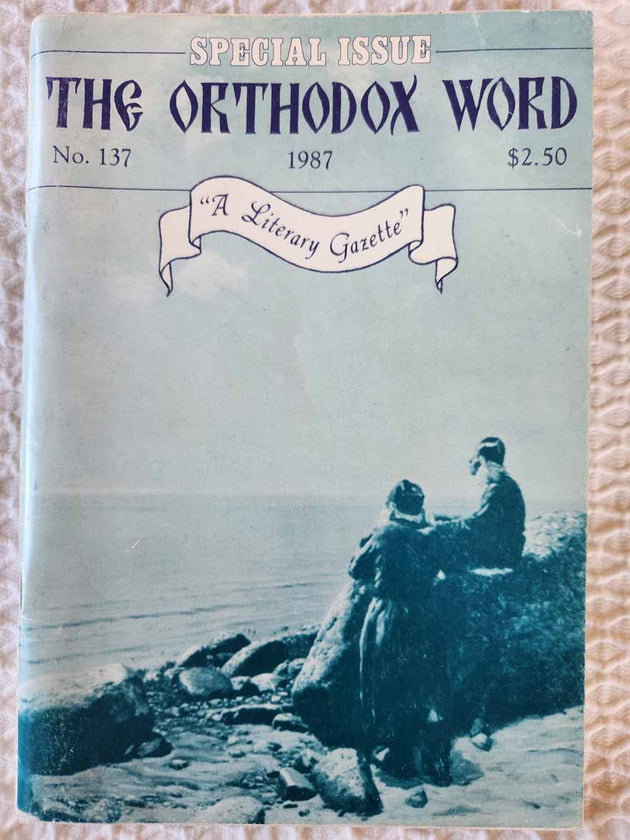 SPECIAL ISSUE
THE ORTHODOX WORD
No. 137 1987 $2.50
"A Literary Gazette"